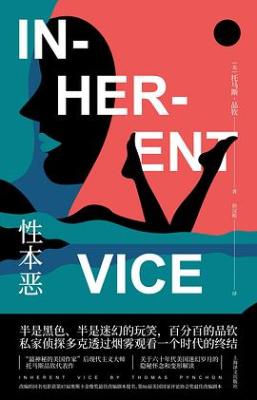 IN-
HER-
ENT
VICE
[美] 托马斯·品钦
著
译
性本恶
半是黑色、半是迷幻的玩笑，百分百的品钦
私家侦探多克透过烟雾观看一个时代的终结
“最神秘的美国作家”后现代主义大师
托马斯品钦代表作
关于六十年代美国迷幻岁月的
隐秘怀念和变形解读
INHERENT VICE BY THOMAS PYNCHON
上海译文出版社